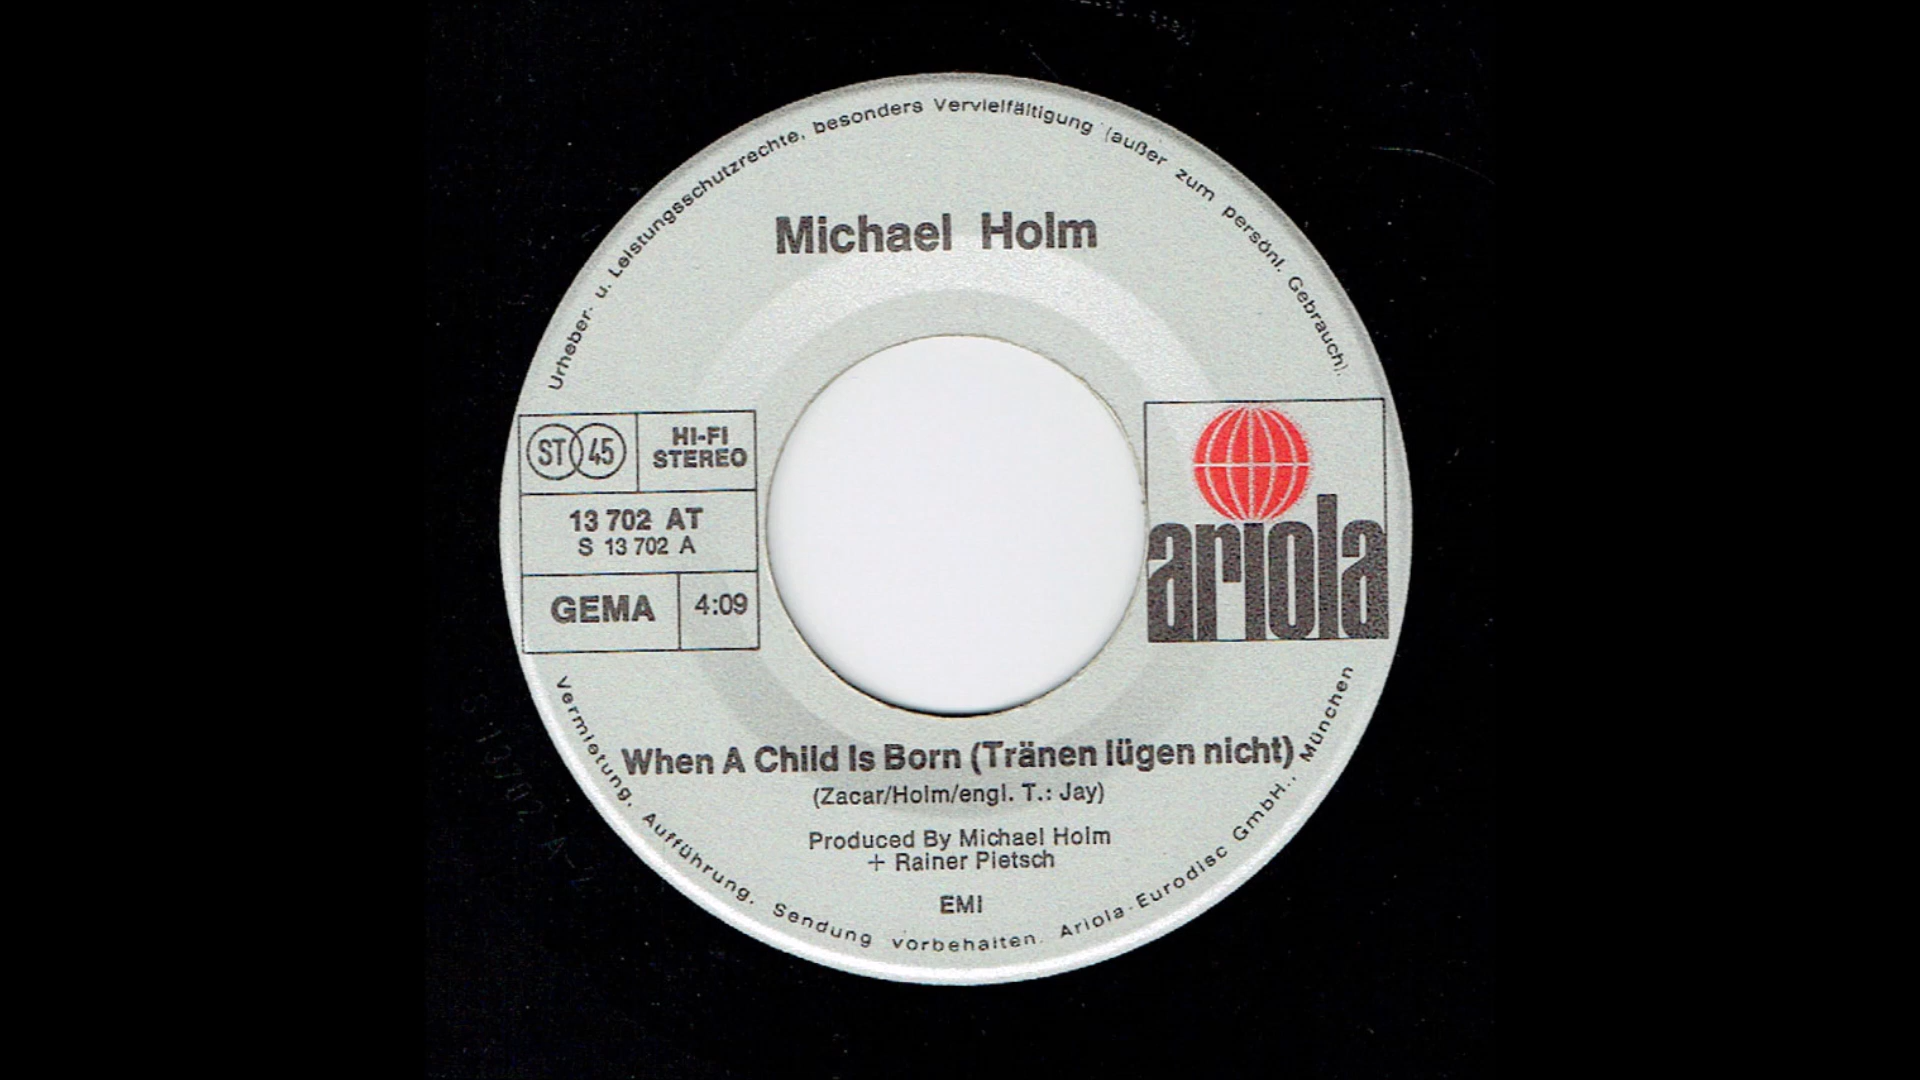 Urheber- u. Leistungsschutzrechte, besonders Vervielfältigung (außer zum persönl. Gebrauch).
Michael Holm
ST 45
HI-FI
STEREO
13 702 AT
S 13 702 A
GEMA
4:09
ariola
When A Child Is Born (Tränen lügen nicht)
(Zacar/Holm/engl. T.: Jay)
Produced By Michael Holm
+ Rainer Pietsch
EMI
Vermietung, Aufführung, Sendung vorbehalten. Ariola-Eurodisc GmbH., München